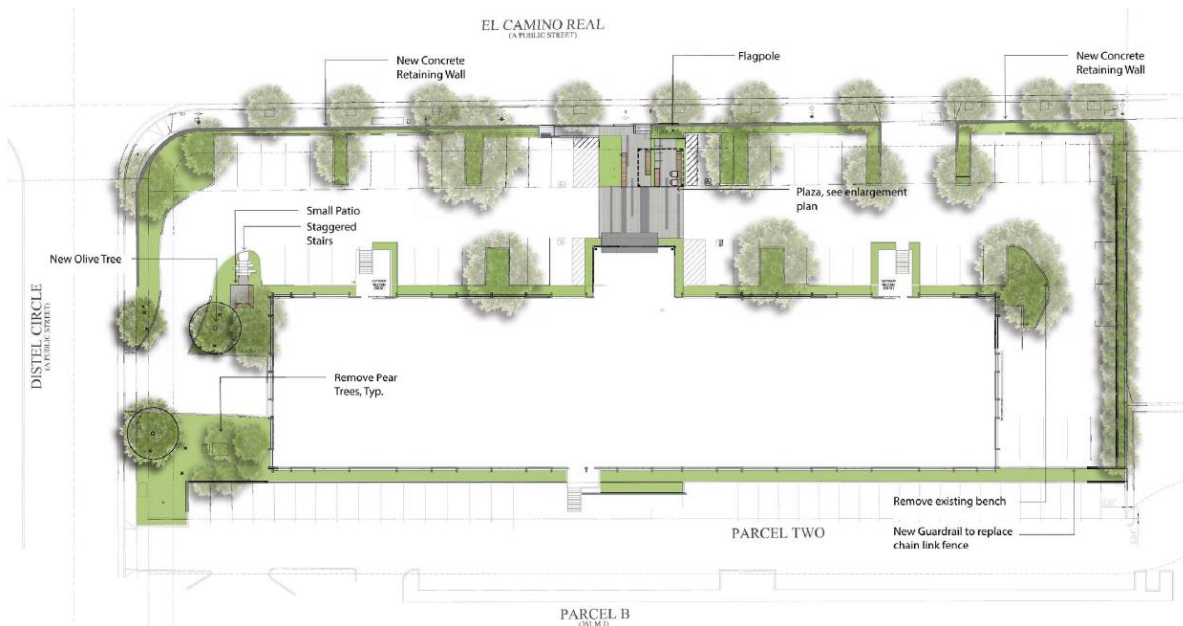 EL CAMINO REAL
(A PUBLIC STREET)
New Concrete
Retaining Wall
Flagpole
New Concrete
Retaining Wall
Plaza, see enlargement
plan
Small Patio
Staggered
Stairs
New Olive Tree
DISTEL CIRCLE
(A PUBLIC STREET)
Remove Pear
Trees, Typ.
Remove existing bench
PARCEL TWO
New Guardrail to replace
chain link fence
PARCEL B